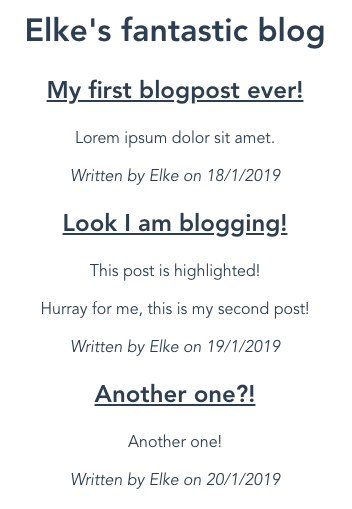 Elke's fantastic blog
My first blogpost ever!
Lorem ipsum dolor sit amet.
Written by Elke on 18/1/2019
Look I am blogging!
This post is highlighted!
Hurray for me, this is my second post!
Written by Elke on 19/1/2019
Another one?!
Another one!
Written by Elke on 20/1/2019